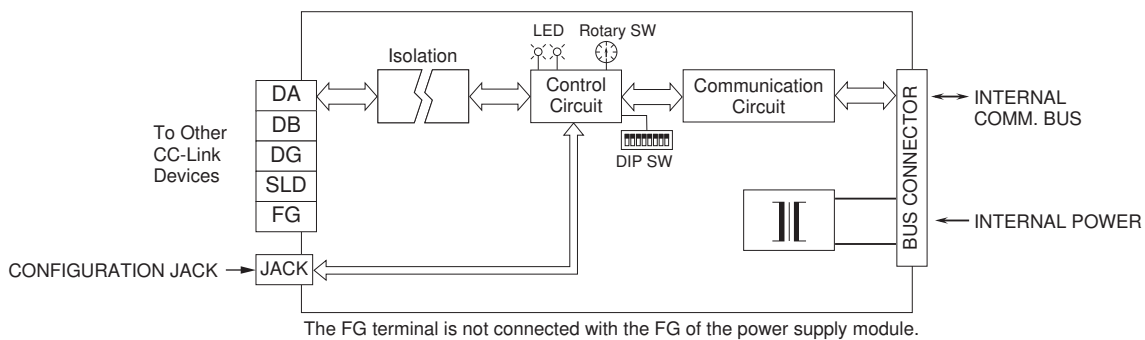 LED
Rotary SW
Isolation
Control
Circuit
Communication
Circuit
DIP SW
To Other
CC-Link
Devices
DA
DB
DG
SLD
FG
BUS CONNECTOR
INTERNAL
COMM. BUS
INTERNAL POWER
CONFIGURATION JACK
JACK
The FG terminal is not connected with the FG of the power supply module.